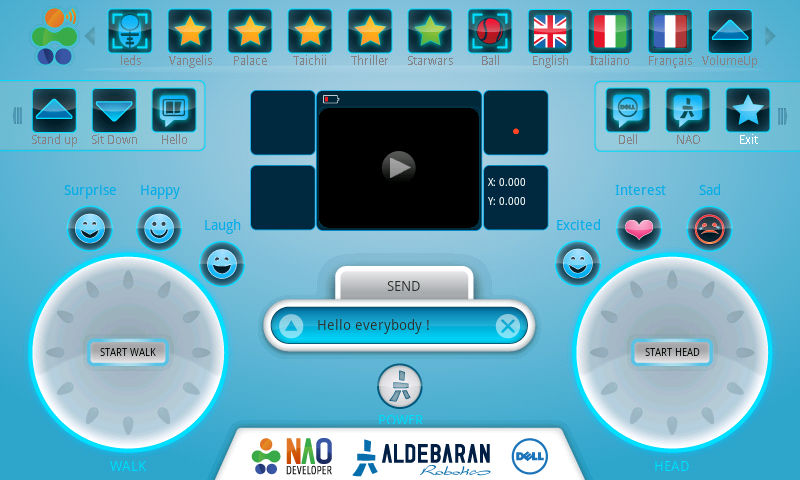 leds
Vangelis
Palace
Taichii
Thriller
Starwars
Ball
English
Italiano
Français
VolumeUp
Stand up
Sit Down
Hello
DELL
Dell
NAO
Exit
X: 0.000
Y: 0.000
Surprise
Happy
Laugh
Excited
Interest
Sad
SEND
Hello everybody !
START WALK
START HEAD
POWER
WALK
HEAD
NAO
DEVELOPER
ALDEBARAN
Robotics
DELL